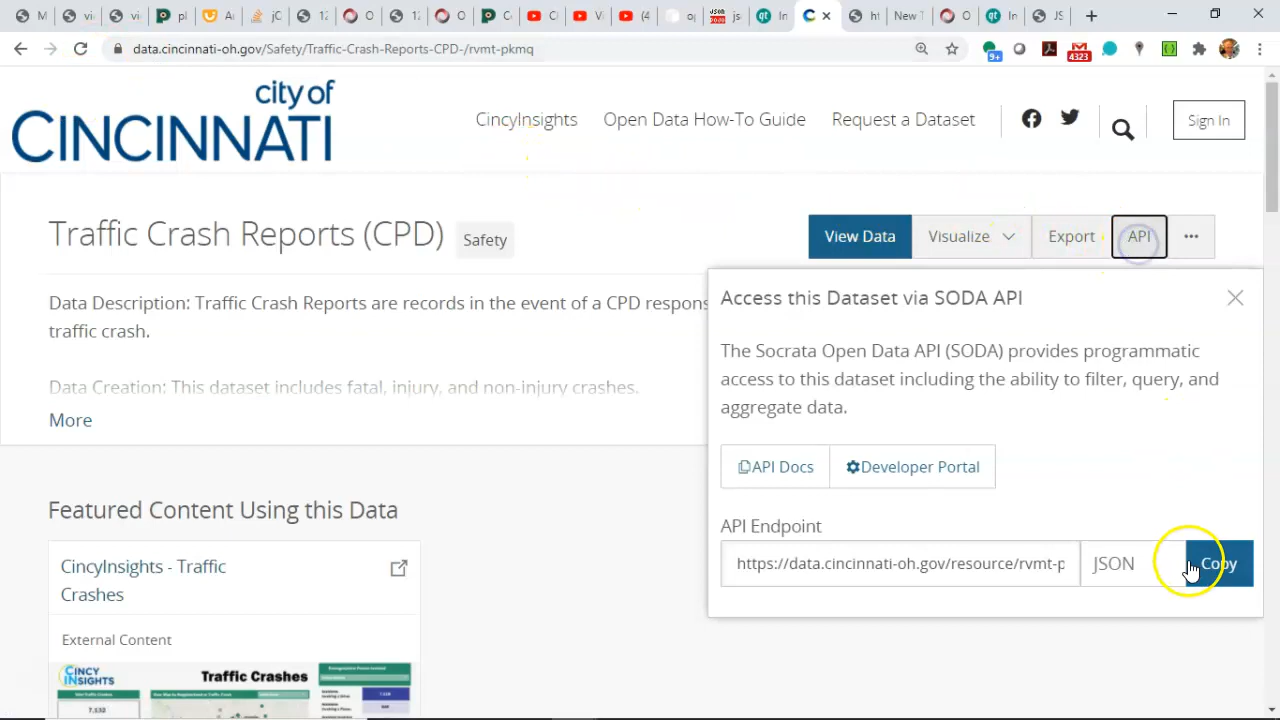 data.cincinnati-oh.gov/Safety/Traffic-Crash-Reports-CPD-/rvmt-pkmq
9+
4323
city of
CINCINNATI
CincyInsights
Open Data How-To Guide
Request a Dataset
Sign In
Traffic Crash Reports (CPD)
Safety
View Data
Visualize
Export
API
Data Description: Traffic Crash Reports are records in the event of a CPD respons
traffic crash.
Data Creation: This dataset includes fatal, injury, and non-injury crashes.
More
Access this Dataset via SODA API
The Socrata Open Data API (SODA) provides programmatic
access to this dataset including the ability to filter, query, and
aggregate data.
API Docs
Developer Portal
API Endpoint
https://data.cincinnati-oh.gov/resource/rvmt-p
JSON
Copy
Featured Content Using this Data
CincyInsights - Traffic
Crashes
External Content
CINCY
INSIGHTS
Traffic Crashes
7,132